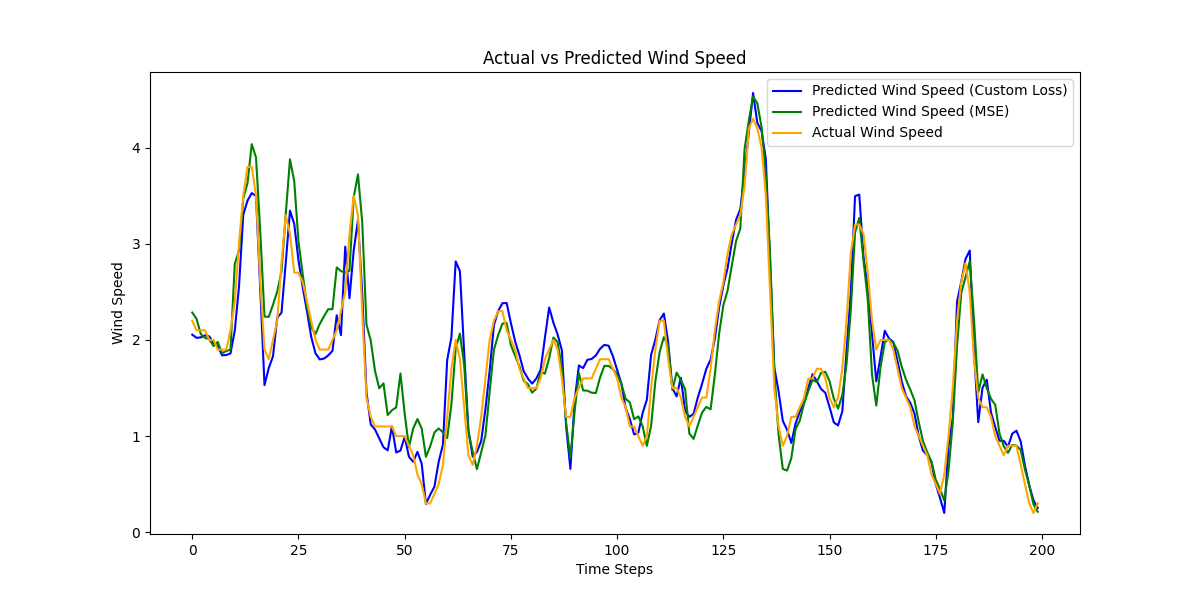 Actual vs Predicted Wind Speed
Predicted Wind Speed (Custom Loss)
Predicted Wind Speed (MSE)
Actual Wind Speed
Wind Speed
4
3
2
1
0
0 25 50 75 100 125 150 175 200
Time Steps